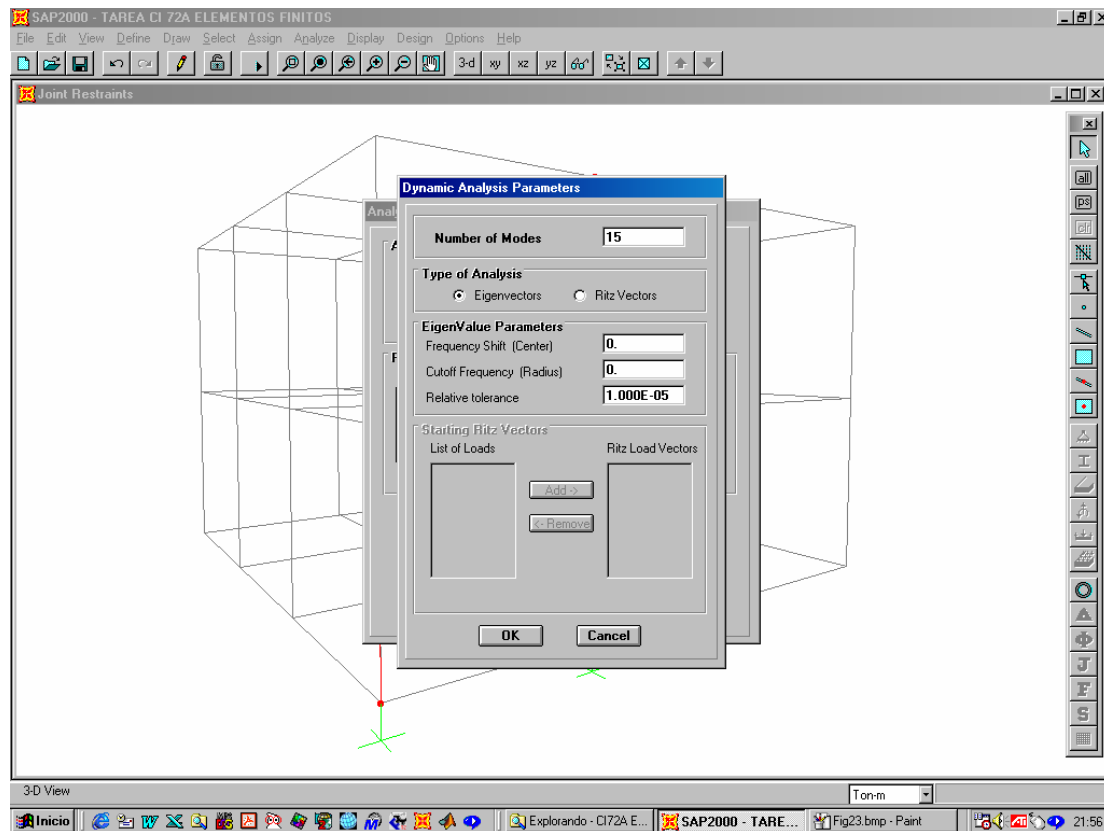 SAP2000 - TAREA CI 72A ELEMENTOS FINITOS
File Edit View Define Draw Select Assign Analyze Display Design Options Help
3-d xy xz yz
Joint Restraints
Dynamic Analysis Parameters
Anal
Number of Modes 15
Type of Analysis
Eigenvectors Ritz Vectors
EigenValue Parameters
Frequency Shift (Center) 0.
Cutoff Frequency (Radius) 0.
Relative tolerance 1.000E-05
Starting Ritz Vectors
List of Loads Ritz Load Vectors
Add ->
<- Remove
OK Cancel
all
ps
clr
J
F
S
3-D View Ton-m
Inicio Explorando - CI72A E... SAP2000 - TARE... Fig23.bmp - Paint 21:56